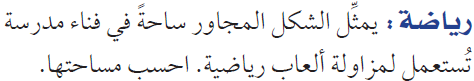 رياضة : يمثِّل الشكل المجاور ساحةً في فناء مدرسة
تُستعمل لمزاولة ألعاب رياضية. احسب مساحتها.